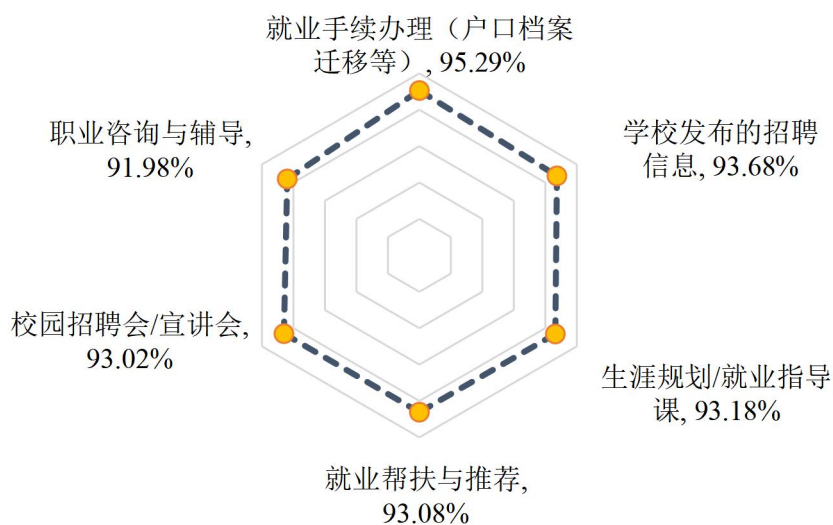 就业手续办理（户口档案
迁移等）, 95.29%
学校发布的招聘
信息, 93.68%
生涯规划/就业指导
课, 93.18%
就业帮扶与推荐,
93.08%
校园招聘会/宣讲会,
93.02%
职业咨询与辅导,
91.98%